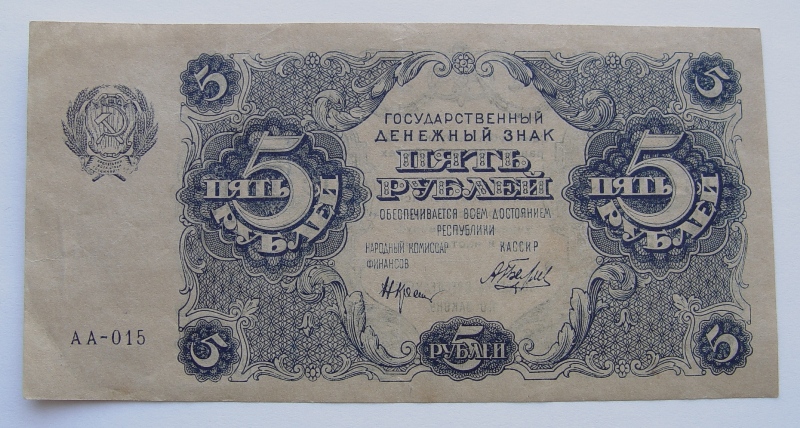 5
5
ГОСУДАРСТВЕННЫЙ
ДЕНЕЖНЫЙ ЗНАК
ПЯТЬ
РУБЛЕЙ
5
ПЯТЬ
РУБЛЕЙ
5
ПЯТЬ
РУБЛЕЙ
ОБЕСПЕЧИВАЕТСЯ ВСЕМ ДОСТОЯНИЕМ
РЕСПУБЛИКИ
НАРОДНЫЙ КОМИССАР
ФИНАНСОВ
КАССИР
АА-015
5
5
РУБЛЕЙ
5